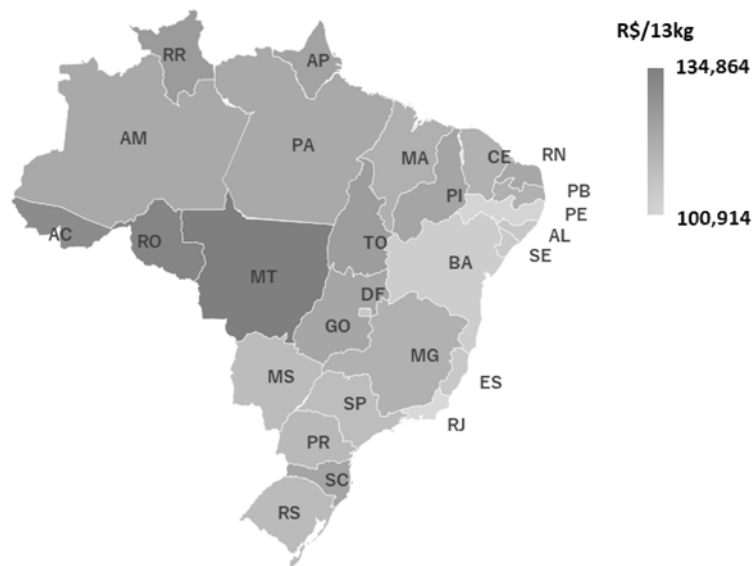 R$/13kg
134,864
100,914
RR
AP
AM
PA
MA
CE
RN
PI
PB
PE
AC
RO
TO
AL
SE
MT
BA
DF
GO
MG
MS
ES
SP
RJ
PR
SC
RS